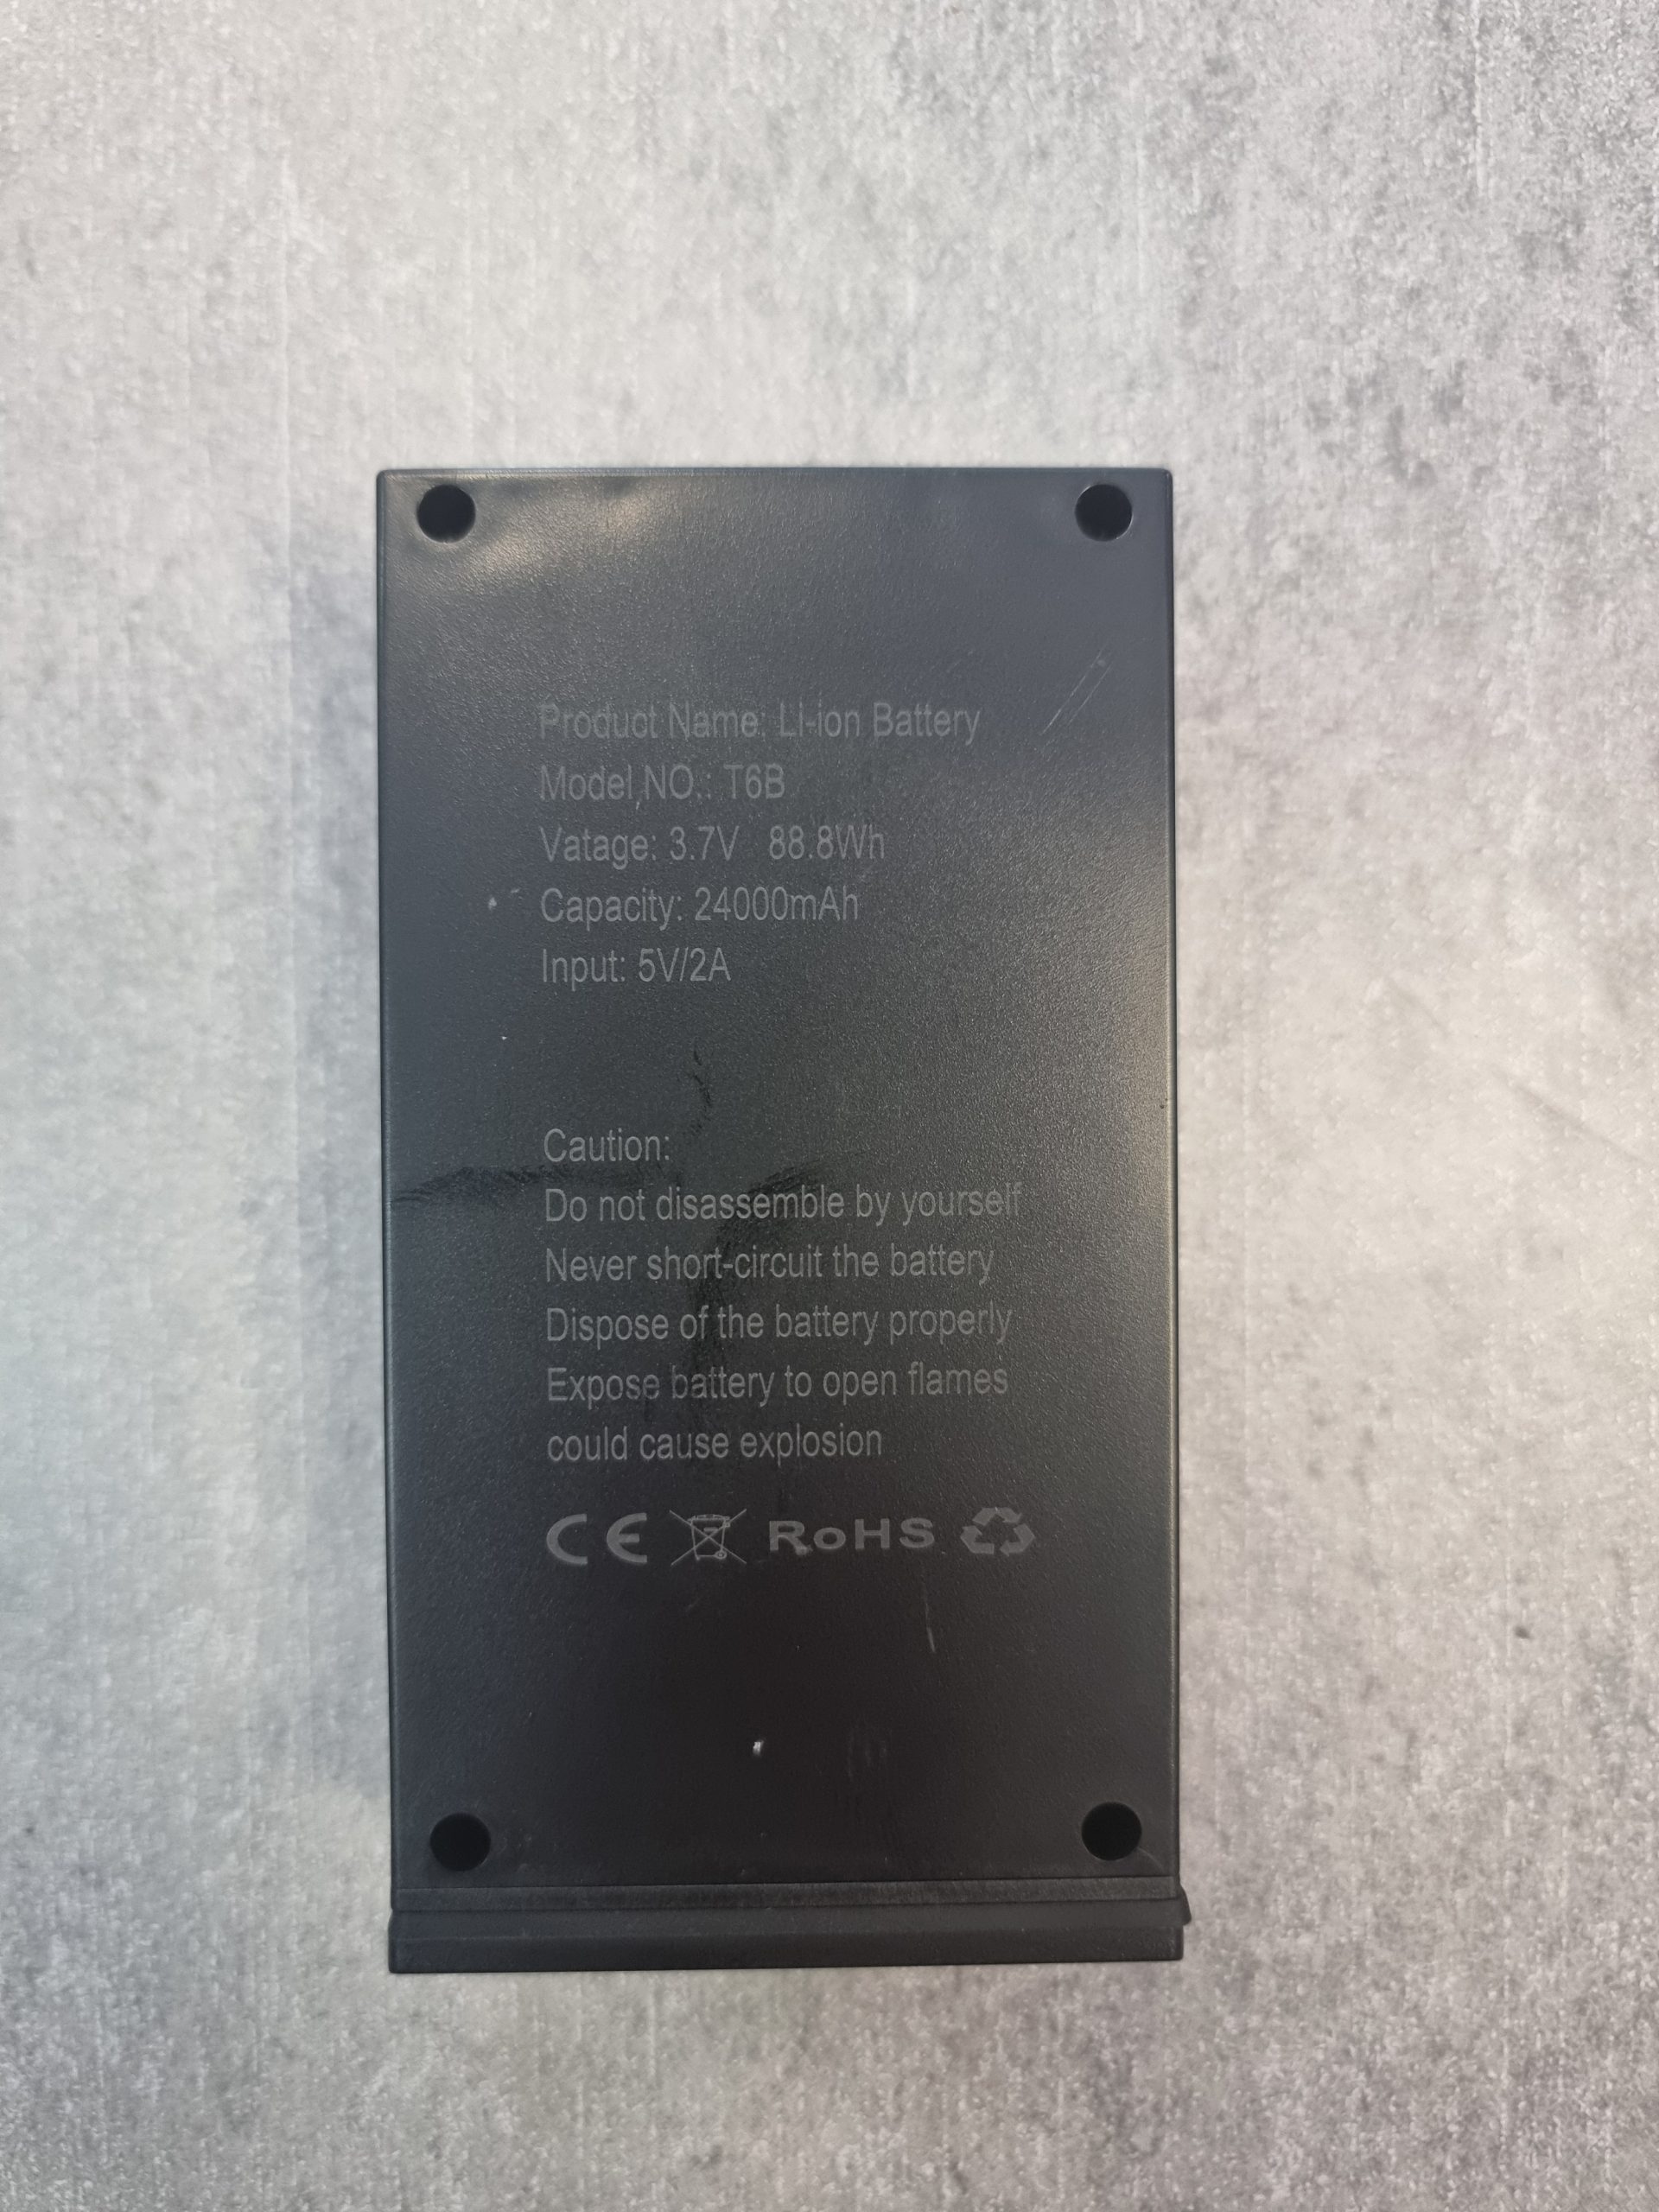 Product Name: LI-ion Battery
Model NO.: T6B
Vatage: 3.7V 88.8Wh
Capacity: 24000mAh
Input: 5V/2A
Caution:
Do not disassemble by yourself
Never short-circuit the battery
Dispose of the battery properly
Expose battery to open flames
could cause explosion
CE RoHS